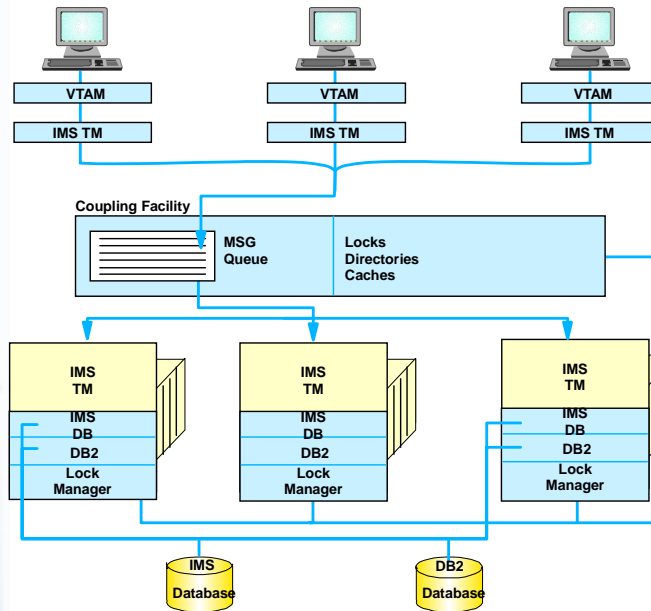 VTAM
VTAM
VTAM
IMS TM
IMS TM
IMS TM
Coupling Facility
MSG
Queue
Locks
Directories
Caches
IMS
TM
IMS
DB
DB2
Lock
Manager
IMS
TM
IMS
DB
DB2
Lock
Manager
IMS
TM
IMS
DB
DB2
Lock
Manager
IMS
Database
DB2
Database